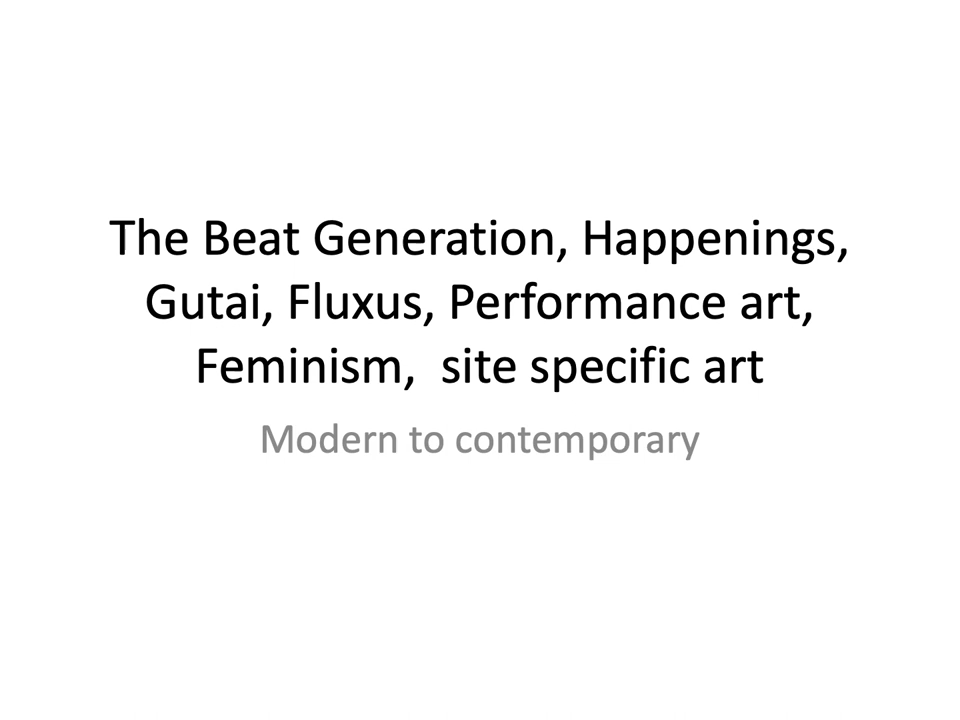 The Beat Generation, Happenings,
Gutai, Fluxus, Performance art,
Feminism,  site specific art
Modern to contemporary